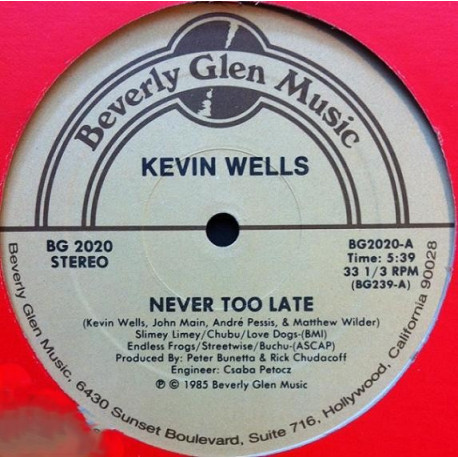 Beverly Glen Music
KEVIN WELLS
BG 2020
STEREO
BG2020-A
Time: 5:39
33 1/3 RPM
(BG239-A)
NEVER TOO LATE
(Kevin Wells, John Main, André Pessis, & Matthew Wilder)
Slimey Limey/Chubu/Love Dogs-(BMI)
Endless Frogs/Streetwise/Buchu-(ASCAP)
Produced By: Peter Bunetta & Rick Chudacoff
Engineer: Csaba Petocz
℗ © 1985 Beverly Glen Music
Beverly Glen Music, 6430 Sunset Boulevard, Suite 716, Hollywood, California 90028